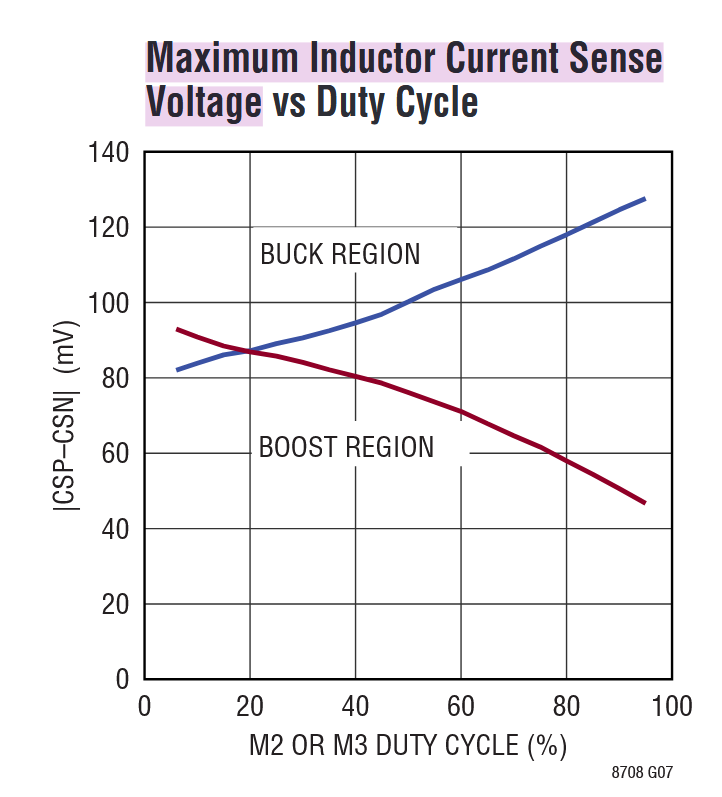 Maximum Inductor Current Sense
Voltage vs Duty Cycle
140
120
100
80
60
40
20
0
|CSP–CSN| (mV)
BUCK REGION
BOOST REGION
0 20 40 60 80 100
M2 OR M3 DUTY CYCLE (%)
8708 G07